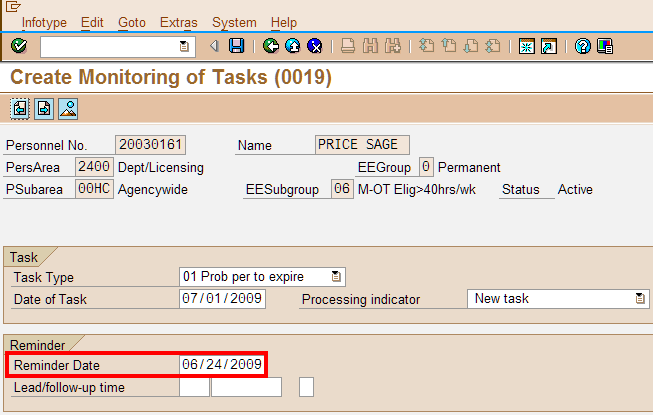 Infotype Edit Goto Extras System Help
Create Monitoring of Tasks (0019)
Personnel No. 20030161 Name PRICE SAGE
PersArea 2400 Dept/Licensing EEGroup 0 Permanent
PSubarea 00HC Agencywide EESubgroup 06 M-OT Elig>40hrs/wk Status Active
Task
Task Type 01 Prob per to expire
Date of Task 07/01/2009 Processing indicator New task
Reminder
Reminder Date 06/24/2009
Lead/follow-up time